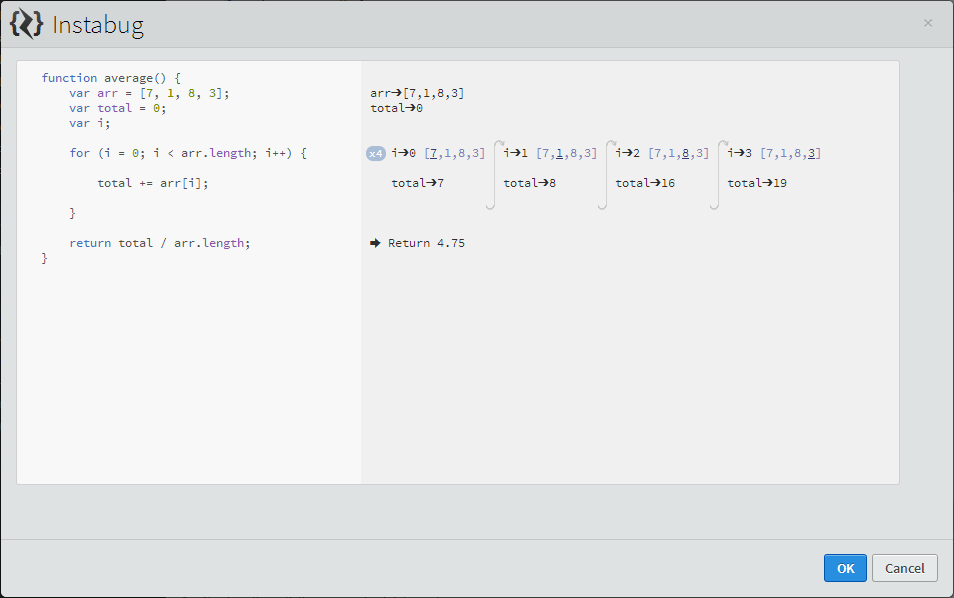 Instabug
×
function average() {
var arr = [7, 1, 8, 3];
var total = 0;
var i;
for (i = 0; i < arr.length; i++) {
total += arr[i];
}
return total / arr.length;
}
arr→[7,1,8,3]
total→0
x4 i→0 [7,1,8,3] i→1 [7,1,8,3] i→2 [7,1,8,3] i→3 [7,1,8,3]
total→7 total→8 total→16 total→19
→ Return 4.75
OK Cancel